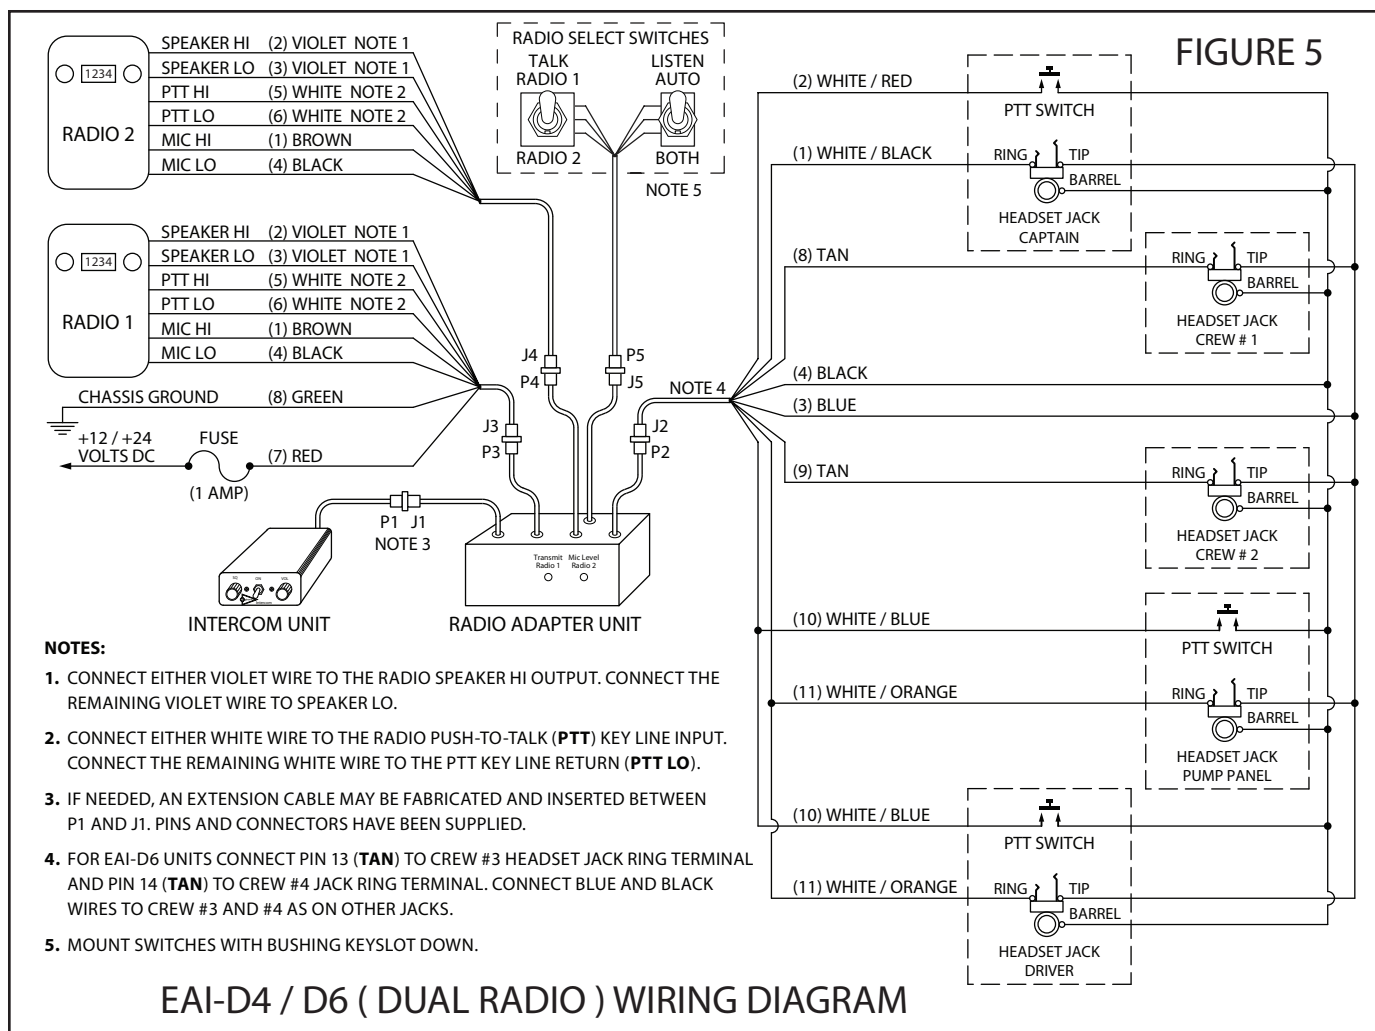 FIGURE 5
SPEAKER HI (2) VIOLET NOTE 1
SPEAKER LO (3) VIOLET NOTE 1
PTT HI (5) WHITE NOTE 2
PTT LO (6) WHITE NOTE 2
MIC HI (1) BROWN
MIC LO (4) BLACK
1234
RADIO 2
SPEAKER HI (2) VIOLET NOTE 1
SPEAKER LO (3) VIOLET NOTE 1
PTT HI (5) WHITE NOTE 2
PTT LO (6) WHITE NOTE 2
MIC HI (1) BROWN
MIC LO (4) BLACK
1234
RADIO 1
CHASSIS GROUND (8) GREEN
+12 / +24
VOLTS DC
FUSE
(7) RED
(1 AMP)
RADIO SELECT SWITCHES
TALK
RADIO 1
RADIO 2
LISTEN
AUTO
BOTH
NOTE 5
J4
P4
P5
J5
J3
P3
J2
P2
NOTE 4
P1 J1
NOTE 3
SQ
ON
VOL
Intercom
INTERCOM UNIT
Transmit
Radio 1
Mic Level
Radio 2
RADIO ADAPTER UNIT
(2) WHITE / RED
PTT SWITCH
(1) WHITE / BLACK
RING
TIP
BARREL
HEADSET JACK
CAPTAIN
(8) TAN
RING
TIP
BARREL
HEADSET JACK
CREW # 1
(4) BLACK
(3) BLUE
(9) TAN
RING
TIP
BARREL
HEADSET JACK
CREW # 2
(10) WHITE / BLUE
PTT SWITCH
(11) WHITE / ORANGE
RING
TIP
BARREL
HEADSET JACK
PUMP PANEL
(10) WHITE / BLUE
PTT SWITCH
(11) WHITE / ORANGE
RING
TIP
BARREL
HEADSET JACK
DRIVER
NOTES:
1. CONNECT EITHER VIOLET WIRE TO THE RADIO SPEAKER HI OUTPUT. CONNECT THE
REMAINING VIOLET WIRE TO SPEAKER LO.
2. CONNECT EITHER WHITE WIRE TO THE RADIO PUSH-TO-TALK (PTT) KEY LINE INPUT.
CONNECT THE REMAINING WHITE WIRE TO THE PTT KEY LINE RETURN (PTT LO).
3. IF NEEDED, AN EXTENSION CABLE MAY BE FABRICATED AND INSERTED BETWEEN
P1 AND J1. PINS AND CONNECTORS HAVE BEEN SUPPLIED.
4. FOR EAI-D6 UNITS CONNECT PIN 13 (TAN) TO CREW #3 HEADSET JACK RING TERMINAL
AND PIN 14 (TAN) TO CREW #4 JACK RING TERMINAL. CONNECT BLUE AND BLACK
WIRES TO CREW #3 AND #4 AS ON OTHER JACKS.
5. MOUNT SWITCHES WITH BUSHING KEYSLOT DOWN.
EAI-D4 / D6 ( DUAL RADIO ) WIRING DIAGRAM